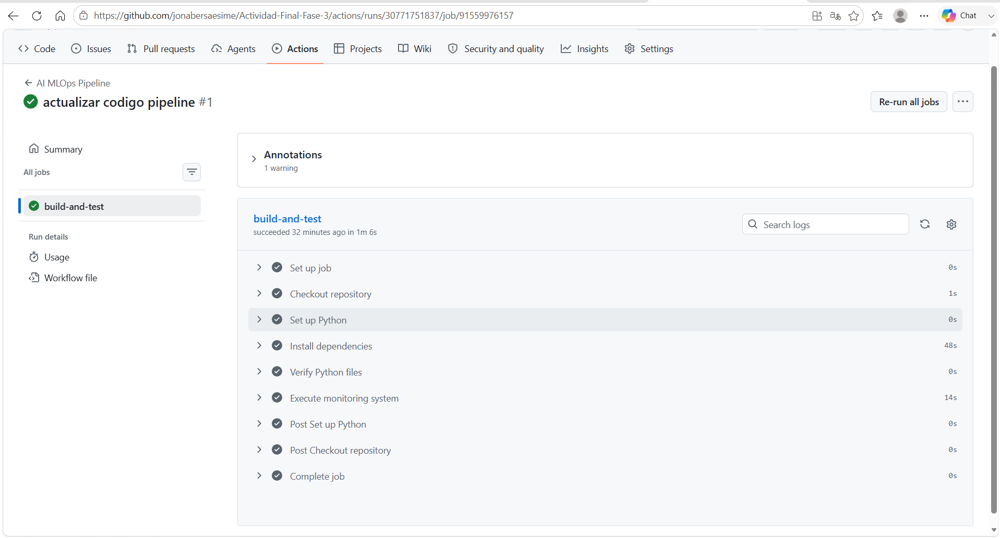 https://github.com/jonabersaesime/Actividad-Final-Fase-3/actions/runs/30771751837/job/91559976157
Chat
Code Issues Pull requests Agents Actions Projects Wiki Security and quality Insights Settings
AI MLOps Pipeline
actualizar codigo pipeline #1
Re-run all jobs
Summary
All jobs
build-and-test
Run details
Usage
Workflow file
Annotations
1 warning
build-and-test
succeeded 32 minutes ago in 1m 6s
Search logs
Set up job 0s
Checkout repository 1s
Set up Python 0s
Install dependencies 48s
Verify Python files 0s
Execute monitoring system 14s
Post Set up Python 0s
Post Checkout repository 0s
Complete job 0s